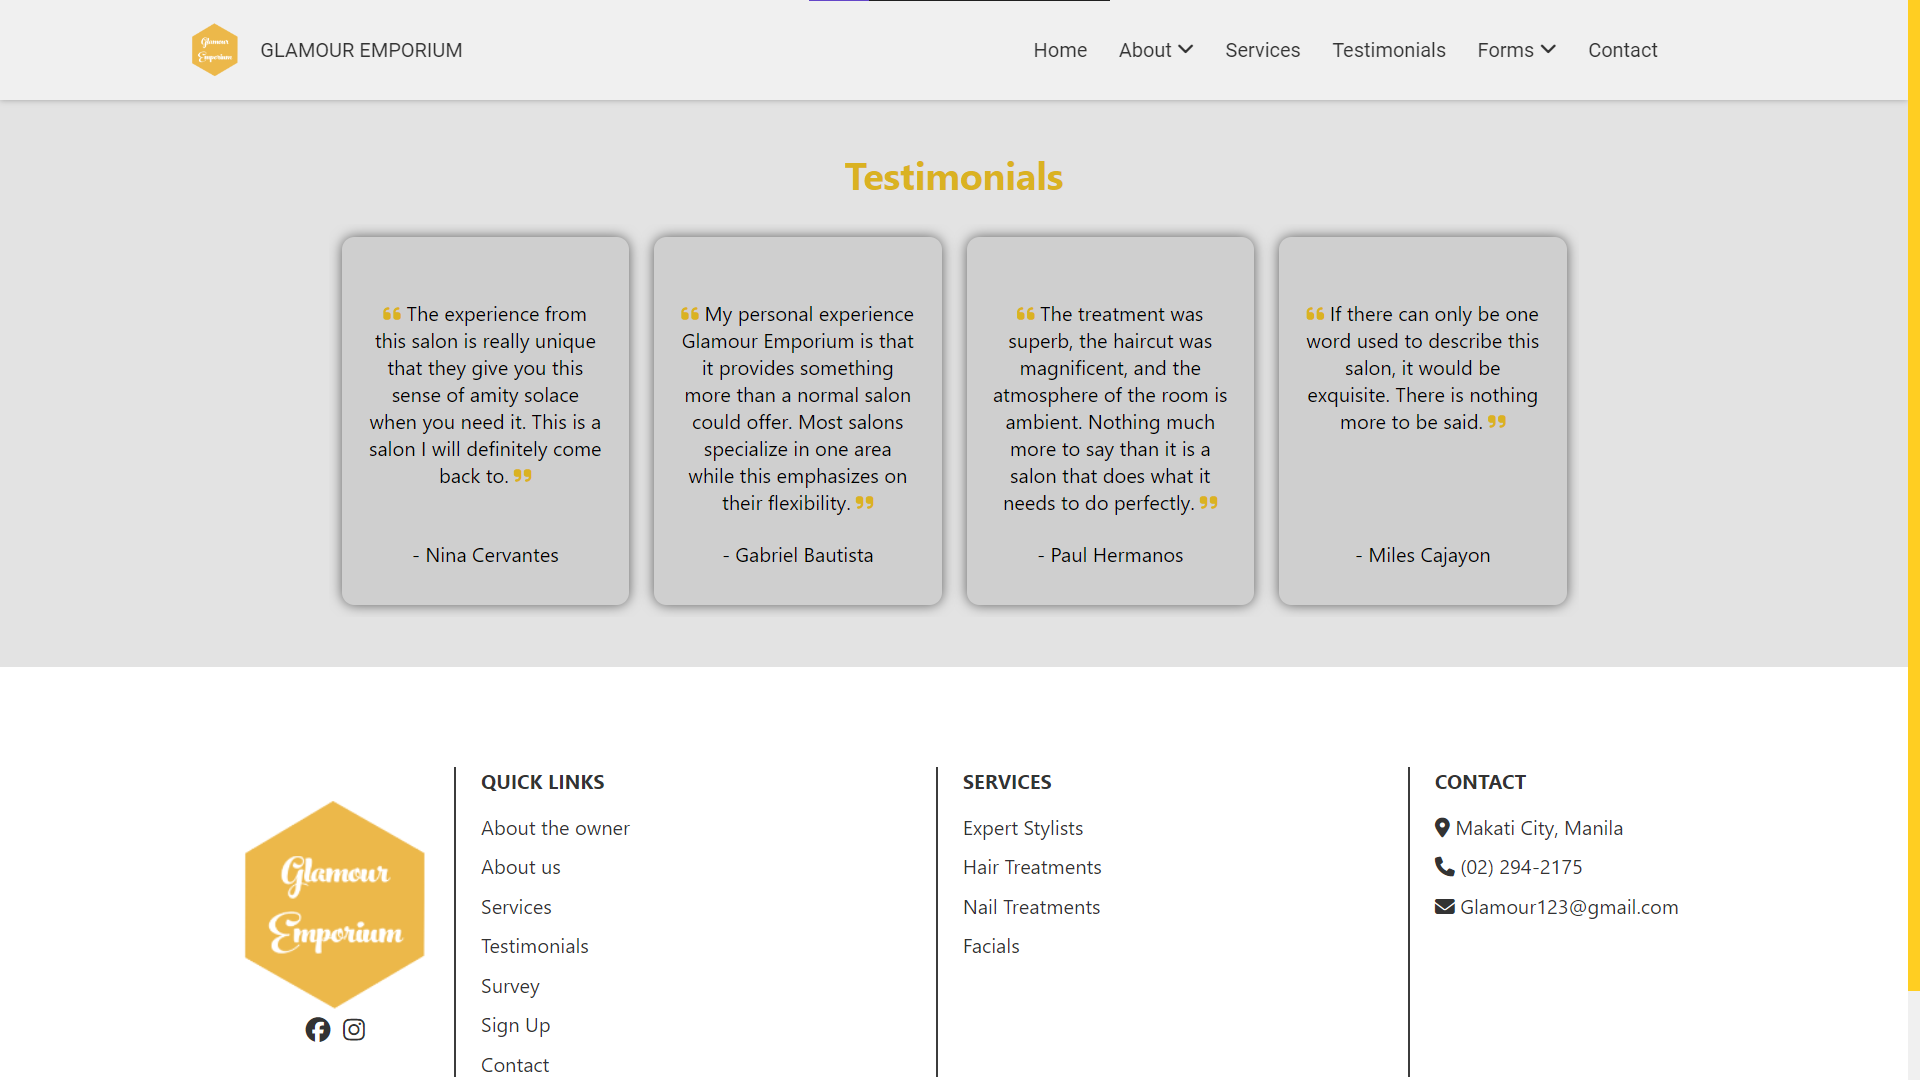 Glamour
Emporium
GLAMOUR EMPORIUM
Home
About
Services
Testimonials
Forms
Contact
Testimonials
❝ The experience from
this salon is really unique
that they give you this
sense of amity solace
when you need it. This is a
salon I will definitely come
back to. ❞
- Nina Cervantes
❝ My personal experience
Glamour Emporium is that
it provides something
more than a normal salon
could offer. Most salons
specialize in one area
while this emphasizes on
their flexibility. ❞
- Gabriel Bautista
❝ The treatment was
superb, the haircut was
magnificent, and the
atmosphere of the room is
ambient. Nothing much
more to say than it is a
salon that does what it
needs to do perfectly. ❞
- Paul Hermanos
❝ If there can only be one
word used to describe this
salon, it would be
exquisite. There is nothing
more to be said. ❞
- Miles Cajayon
Glamour
Emporium
QUICK LINKS
About the owner
About us
Services
Testimonials
Survey
Sign Up
Contact
SERVICES
Expert Stylists
Hair Treatments
Nail Treatments
Facials
CONTACT
Makati City, Manila
(02) 294-2175
Glamour123@gmail.com